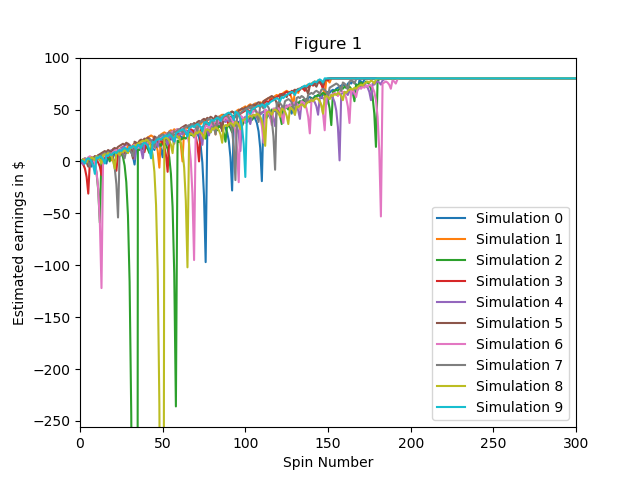 Figure 1
Estimated earnings in $
100
50
0
−50
−100
−150
−200
−250
0 50 100 150 200 250 300
Spin Number
Simulation 0
Simulation 1
Simulation 2
Simulation 3
Simulation 4
Simulation 5
Simulation 6
Simulation 7
Simulation 8
Simulation 9